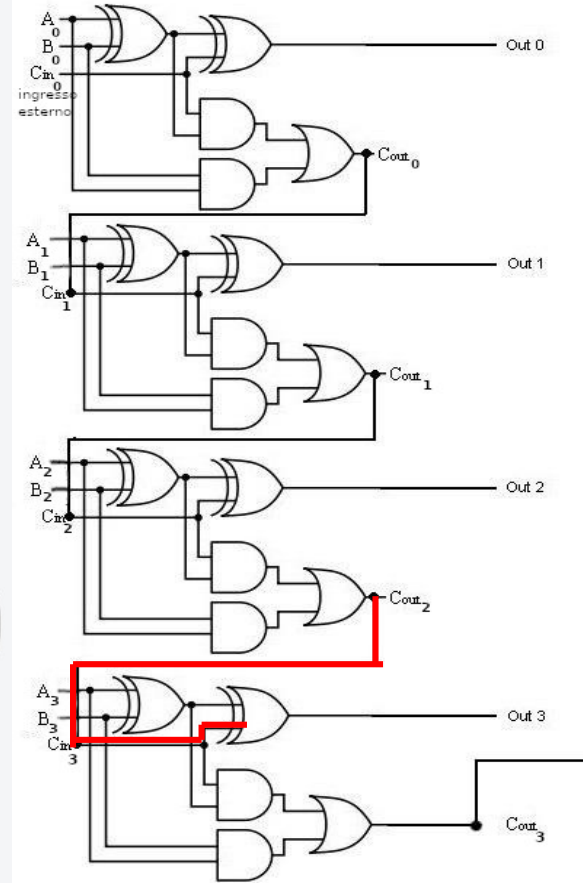 A0
B0
Cin0
ingresso
esterno
Out 0
Cout0
A1
B1
Cin1
Out 1
Cout1
A2
B2
Cin2
Out 2
Cout2
A3
B3
Cin3
Out 3
Cout3